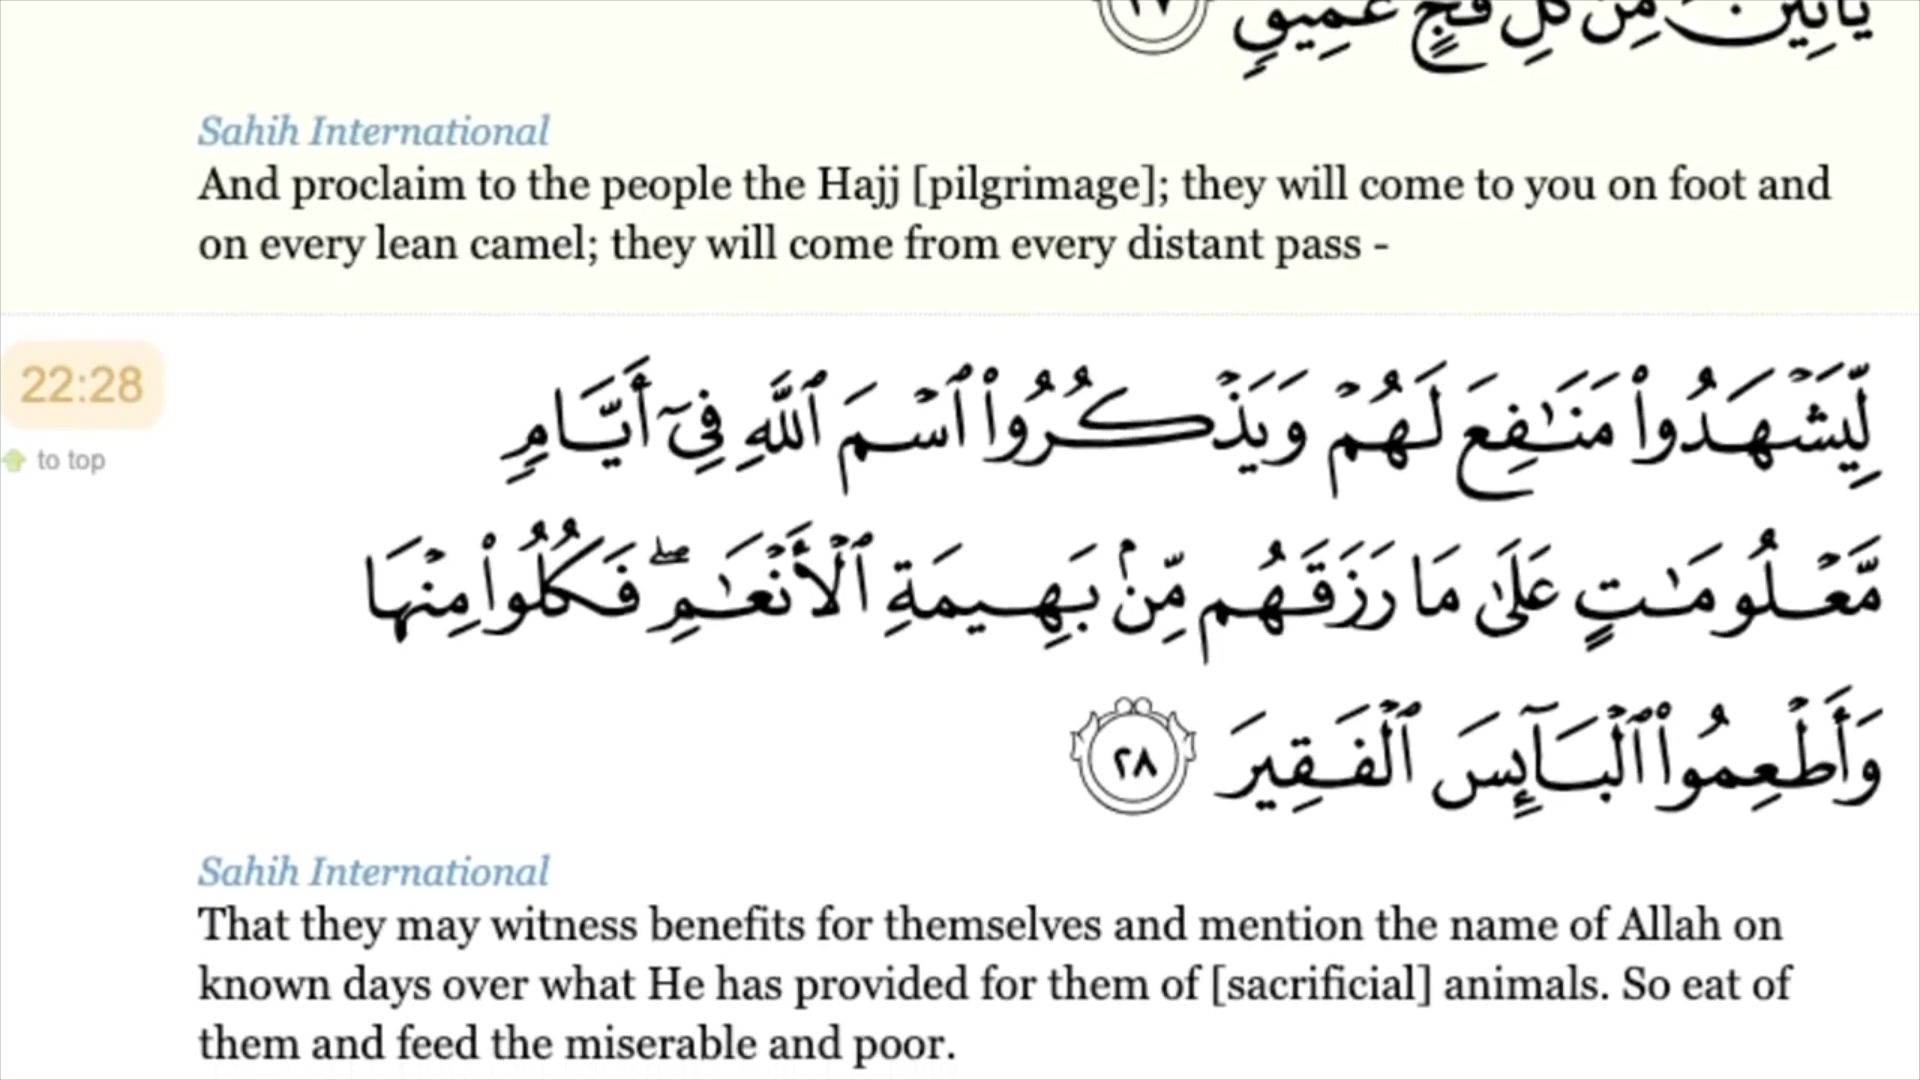 يَأْتِينَ مِن كُلِّ فَجٍّ عَمِيقٍ ٢٧
Sahih International
And proclaim to the people the Hajj [pilgrimage]; they will come to you on foot and
on every lean camel; they will come from every distant pass -
22:28
to top
لِّيَشْهَدُوا۟ مَنَـٰفِعَ لَهُمْ وَيَذْكُرُوا۟ ٱسْمَ ٱللَّهِ فِىٓ أَيَّامٍ
مَّعْلُومَـٰتٍ عَلَىٰ مَا رَزَقَهُم مِّنۢ بَهِيمَةِ ٱلْأَنْعَـٰمِ ۖ فَكُلُوا۟ مِنْهَا
وَأَطْعِمُوا۟ ٱلْبَآئِسَ ٱلْفَقِيرَ ٢٨
Sahih International
That they may witness benefits for themselves and mention the name of Allah on
known days over what He has provided for them of [sacrificial] animals. So eat of
them and feed the miserable and poor.